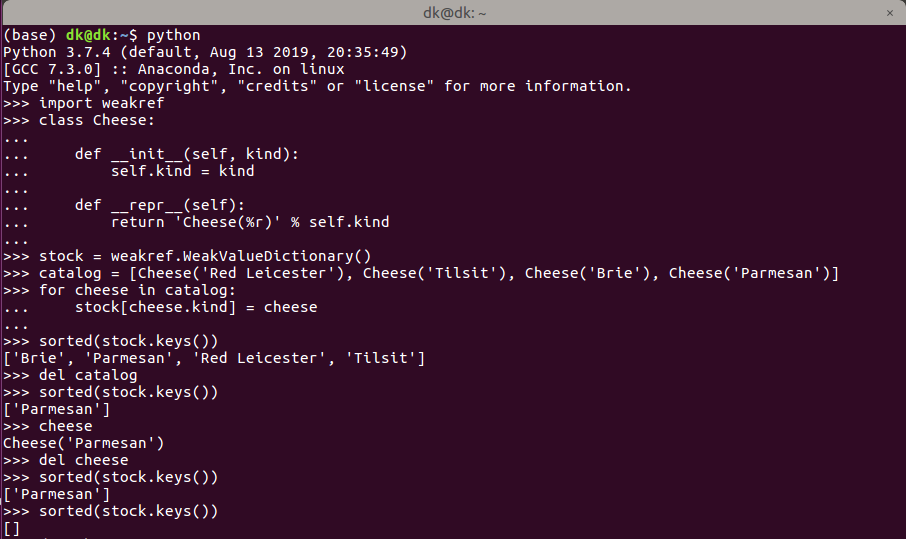 dk@dk: ~
(base) dk@dk:~$ python
Python 3.7.4 (default, Aug 13 2019, 20:35:49)
[GCC 7.3.0] :: Anaconda, Inc. on linux
Type "help", "copyright", "credits" or "license" for more information.
>>> import weakref
>>> class Cheese:
...
...     def __init__(self, kind):
...         self.kind = kind
...
...     def __repr__(self):
...         return 'Cheese(%r)' % self.kind
...
>>> stock = weakref.WeakValueDictionary()
>>> catalog = [Cheese('Red Leicester'), Cheese('Tilsit'), Cheese('Brie'), Cheese('Parmesan')]
>>> for cheese in catalog:
...     stock[cheese.kind] = cheese
...
>>> sorted(stock.keys())
['Brie', 'Parmesan', 'Red Leicester', 'Tilsit']
>>> del catalog
>>> sorted(stock.keys())
['Parmesan']
>>> cheese
Cheese('Parmesan')
>>> del cheese
>>> sorted(stock.keys())
['Parmesan']
>>> sorted(stock.keys())
[]